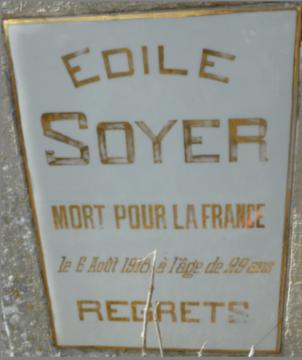 EDILE
SOYER
MORT POUR LA FRANCE
le 6 Août 1916 à l'âge de 29 ans
REGRETS